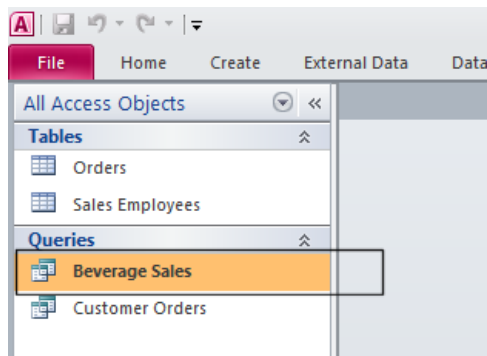 A
File Home Create External Data Data
All Access Objects
Tables
Orders
Sales Employees
Queries
Beverage Sales
Customer Orders